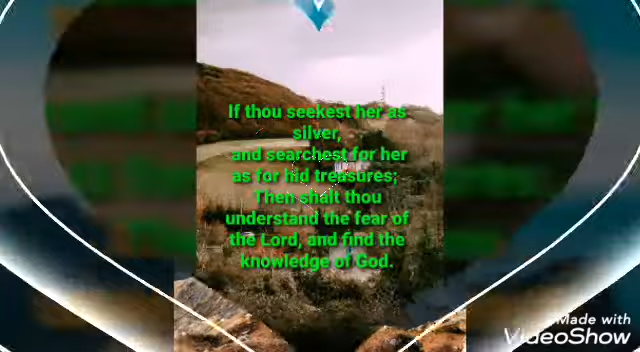 If thou seekest her as
silver,
and searchest for her
as for hid treasures;
Then shalt thou
understand the fear of
the Lord, and find the
knowledge of God.
Made with
VideoShow